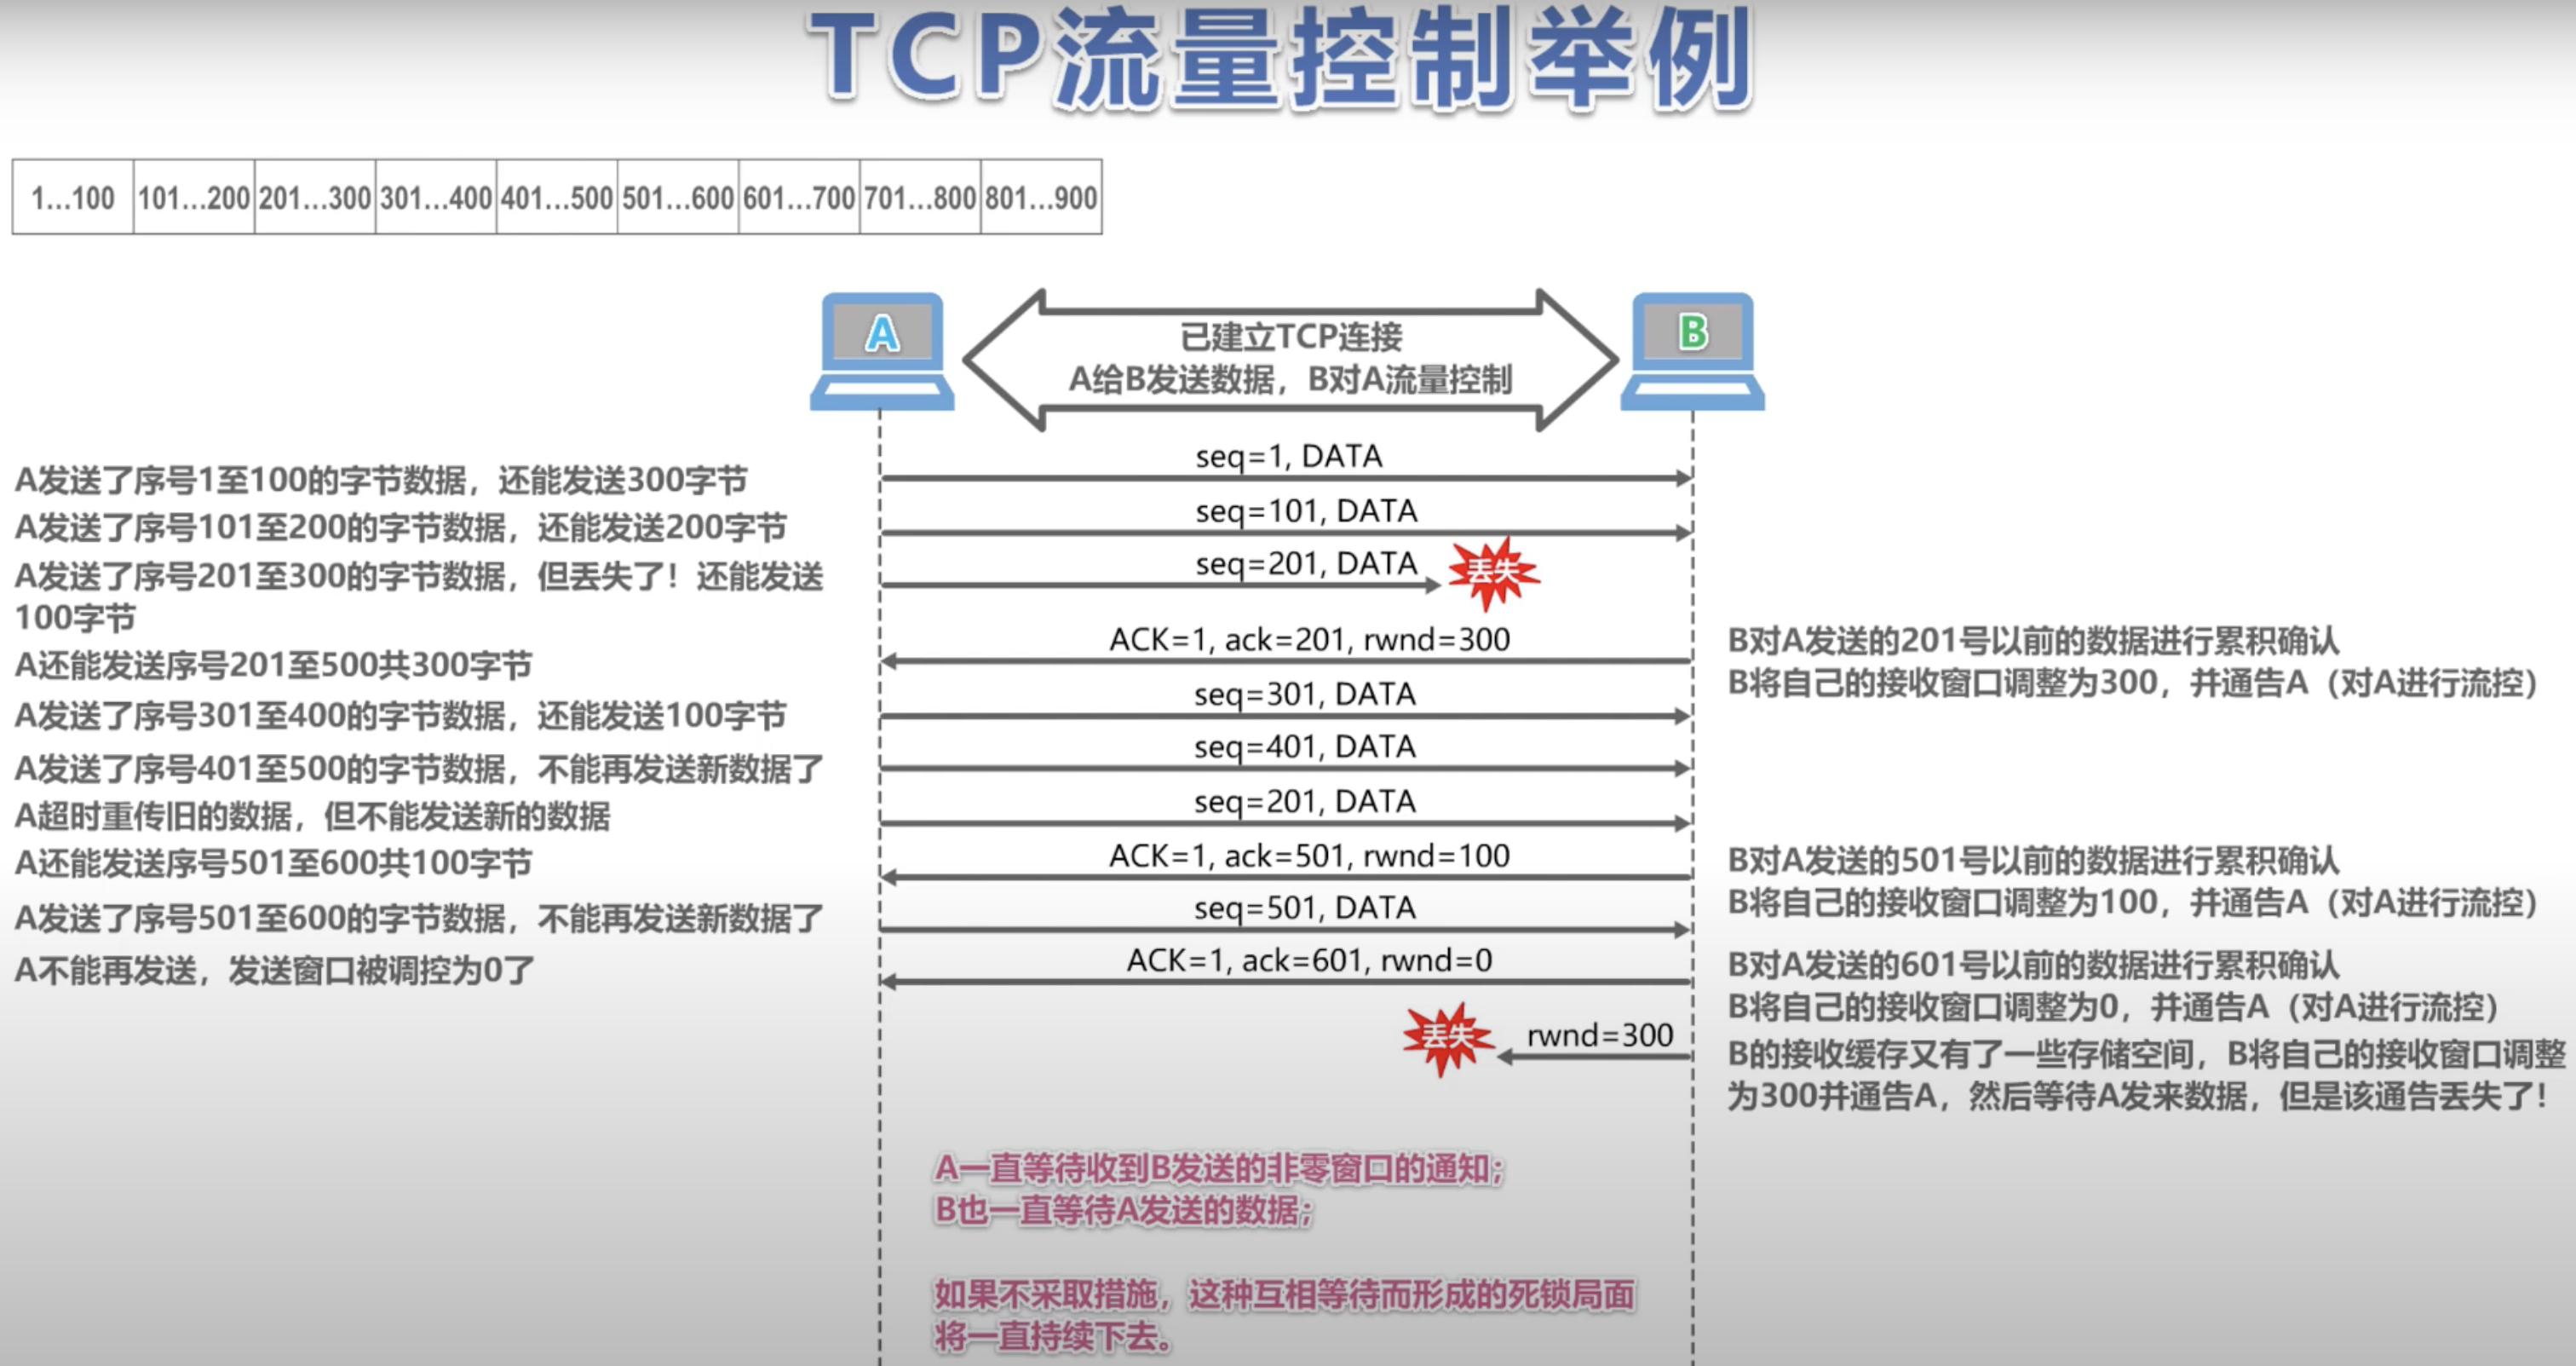 TCP流量控制举例
1...100 101...200 201...300 301...400 401...500 501...600 601...700 701...800 801...900
A
已建立TCP连接
A给B发送数据，B对A流量控制
B
seq=1, DATA
A发送了序号1至100的字节数据，还能发送300字节
seq=101, DATA
A发送了序号101至200的字节数据，还能发送200字节
seq=201, DATA
丢失
A发送了序号201至300的字节数据，但丢失了！还能发送
100字节
ACK=1, ack=201, rwnd=300
B对A发送的201号以前的数据进行累积确认
B将自己的接收窗口调整为300，并通告A（对A进行流控）
A还能发送序号201至500共300字节
seq=301, DATA
A发送了序号301至400的字节数据，还能发送100字节
seq=401, DATA
A发送了序号401至500的字节数据，不能再发送新数据了
seq=201, DATA
A超时重传旧的数据，但不能发送新的数据
ACK=1, ack=501, rwnd=100
A还能发送序号501至600共100字节
B对A发送的501号以前的数据进行累积确认
B将自己的接收窗口调整为100，并通告A（对A进行流控）
seq=501, DATA
A发送了序号501至600的字节数据，不能再发送新数据了
ACK=1, ack=601, rwnd=0
A不能再发送，发送窗口被调控为0了
B对A发送的601号以前的数据进行累积确认
B将自己的接收窗口调整为0，并通告A（对A进行流控）
丢失
rwnd=300
B的接收缓存又有了一些存储空间，B将自己的接收窗口调整
为300并通告A，然后等待A发来数据，但是该通告丢失了！
A一直等待收到B发送的非零窗口的通知；
B也一直等待A发送的数据；
如果不采取措施，这种互相等待而形成的死锁局面
将一直持续下去。